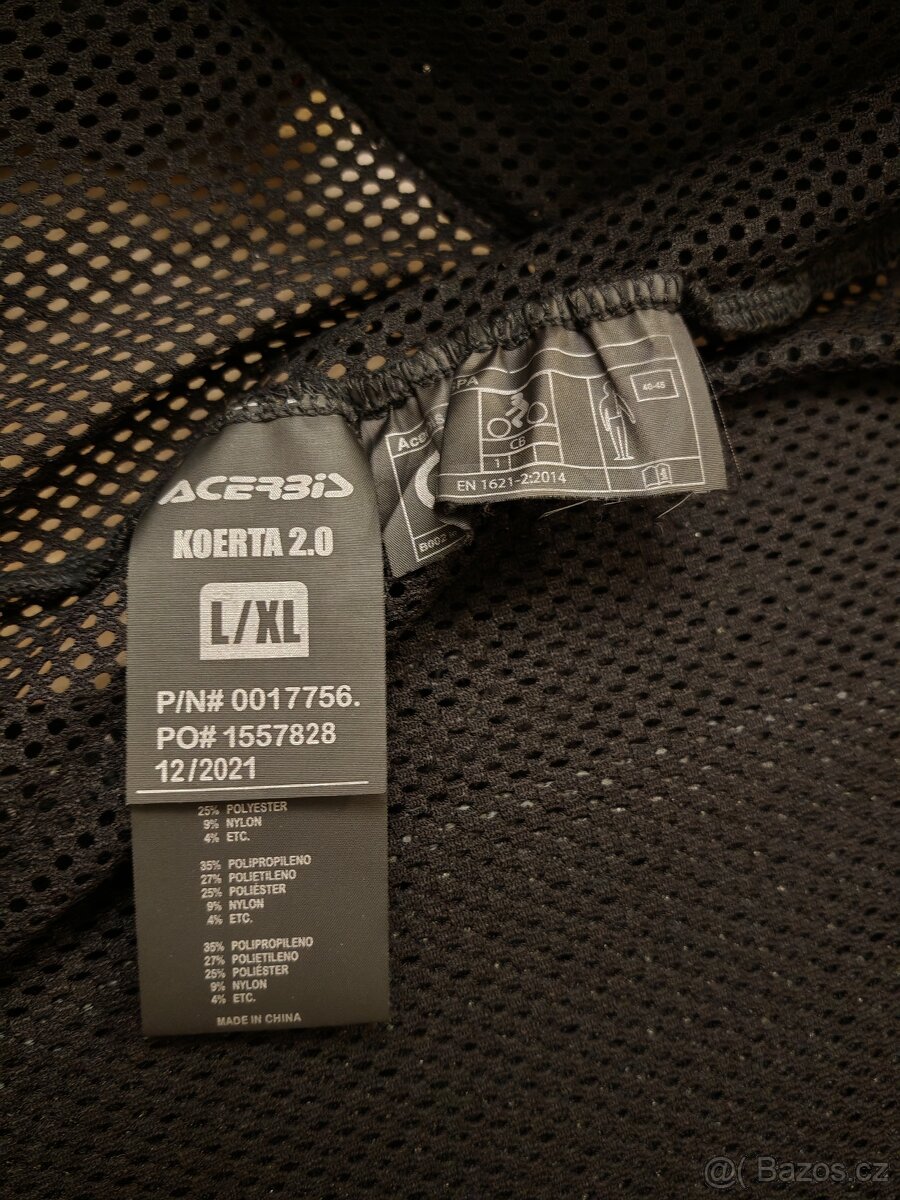 ACERBIS
KOERTA 2.0
L/XL
P/N# 0017756.
PO# 1557828
12/2021
25% POLYESTER
9% NYLON
4% ETC.
35% POLIPROPILENO
27% POLIETILENO
25% POLIÉSTER
9% NYLON
4% ETC.
35% POLIPROPILENO
27% POLIETILENO
25% POLIÉSTER
9% NYLON
4% ETC.
MADE IN CHINA
CB
1
EN 1621-2:2014
@( Bazos.cz